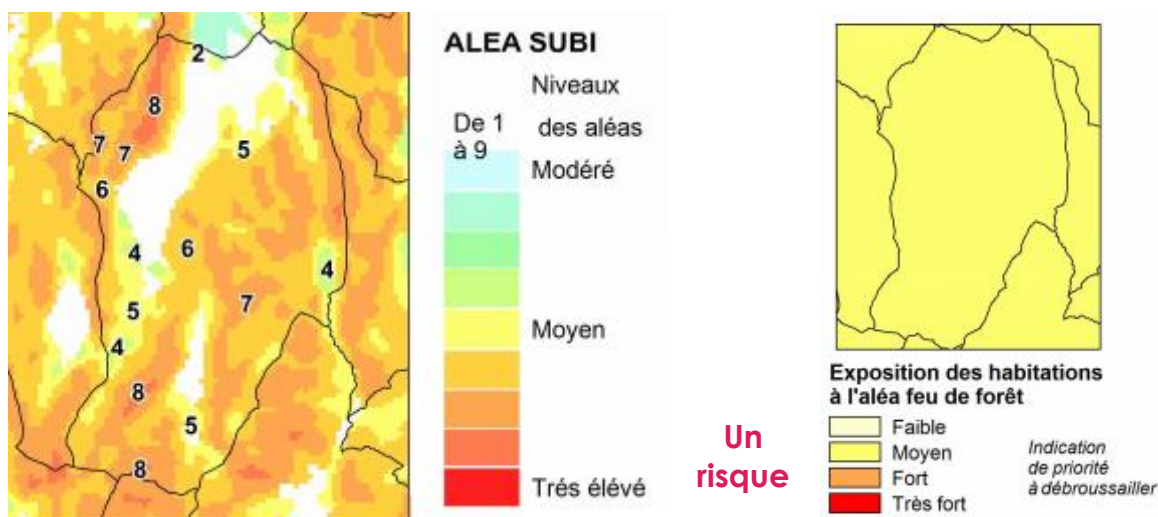 2
8
7
7
5
6
4
6
4
5
7
4
8
5
8
ALEA SUBI
Niveaux
De 1
à 9
des aléas
Modéré
Moyen
Trés élévé
Un
risque
Exposition des habitations
à l'aléa feu de forêt
Faible
Moyen
Fort
Très fort
Indication
de priorité
à débroussailler